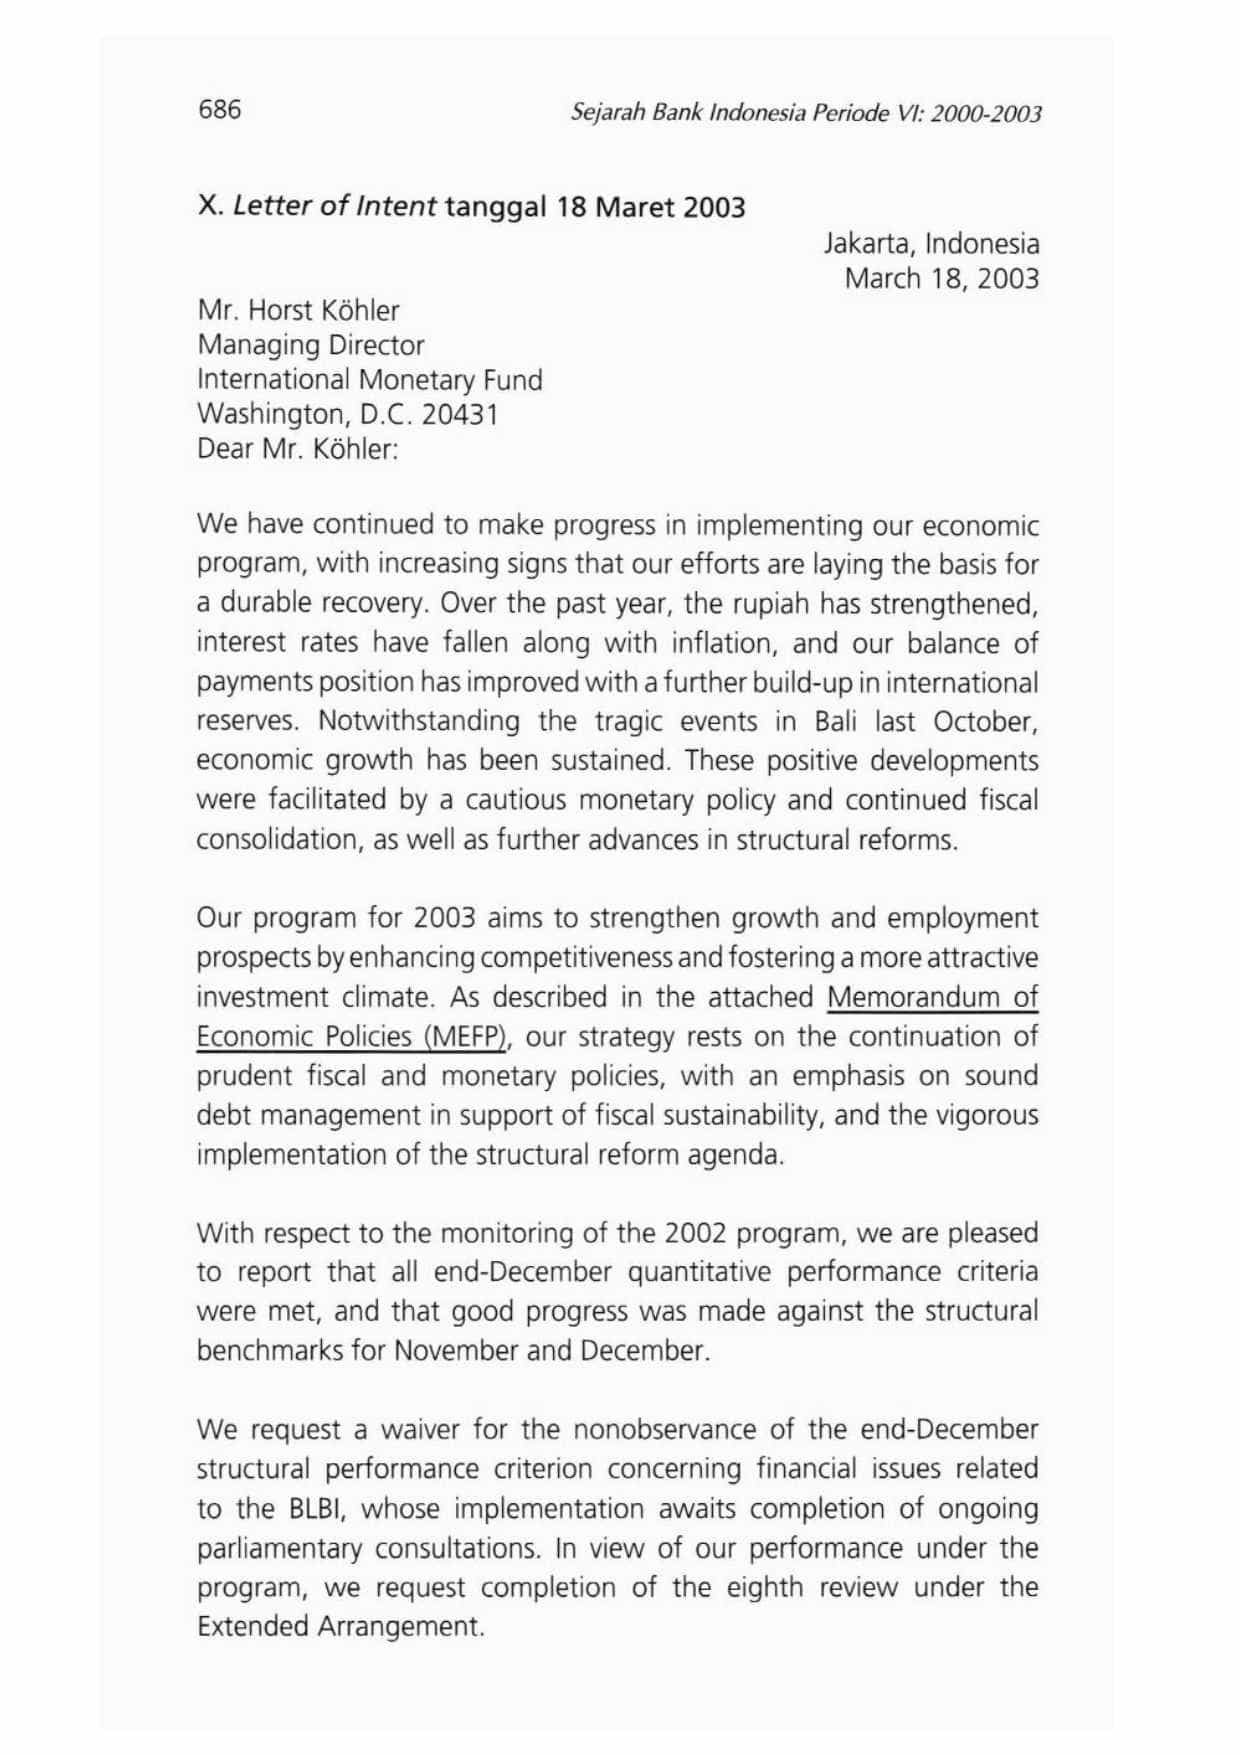 686
Sejarah Bank Indonesia Periode VI: 2000-2003
X. Letter of Intent tanggal 18 Maret 2003
Jakarta, Indonesia
March 18, 2003
Mr. Horst Köhler
Managing Director
International Monetary Fund
Washington, D.C. 20431
Dear Mr. Köhler:
We have continued to make progress in implementing our economic
program, with increasing signs that our efforts are laying the basis for
a durable recovery. Over the past year, the rupiah has strengthened,
interest rates have fallen along with inflation, and our balance of
payments position has improved with a further build-up in international
reserves. Notwithstanding the tragic events in Bali last October,
economic growth has been sustained. These positive developments
were facilitated by a cautious monetary policy and continued fiscal
consolidation, as well as further advances in structural reforms.
Our program for 2003 aims to strengthen growth and employment
prospects by enhancing competitiveness and fostering a more attractive
investment climate. As described in the attached Memorandum of
Economic Policies (MEFP), our strategy rests on the continuation of
prudent fiscal and monetary policies, with an emphasis on sound
debt management in support of fiscal sustainability, and the vigorous
implementation of the structural reform agenda.
With respect to the monitoring of the 2002 program, we are pleased
to report that all end-December quantitative performance criteria
were met, and that good progress was made against the structural
benchmarks for November and December.
We request a waiver for the nonobservance of the end-December
structural performance criterion concerning financial issues related
to the BLBI, whose implementation awaits completion of ongoing
parliamentary consultations. In view of our performance under the
program, we request completion of the eighth review under the
Extended Arrangement.